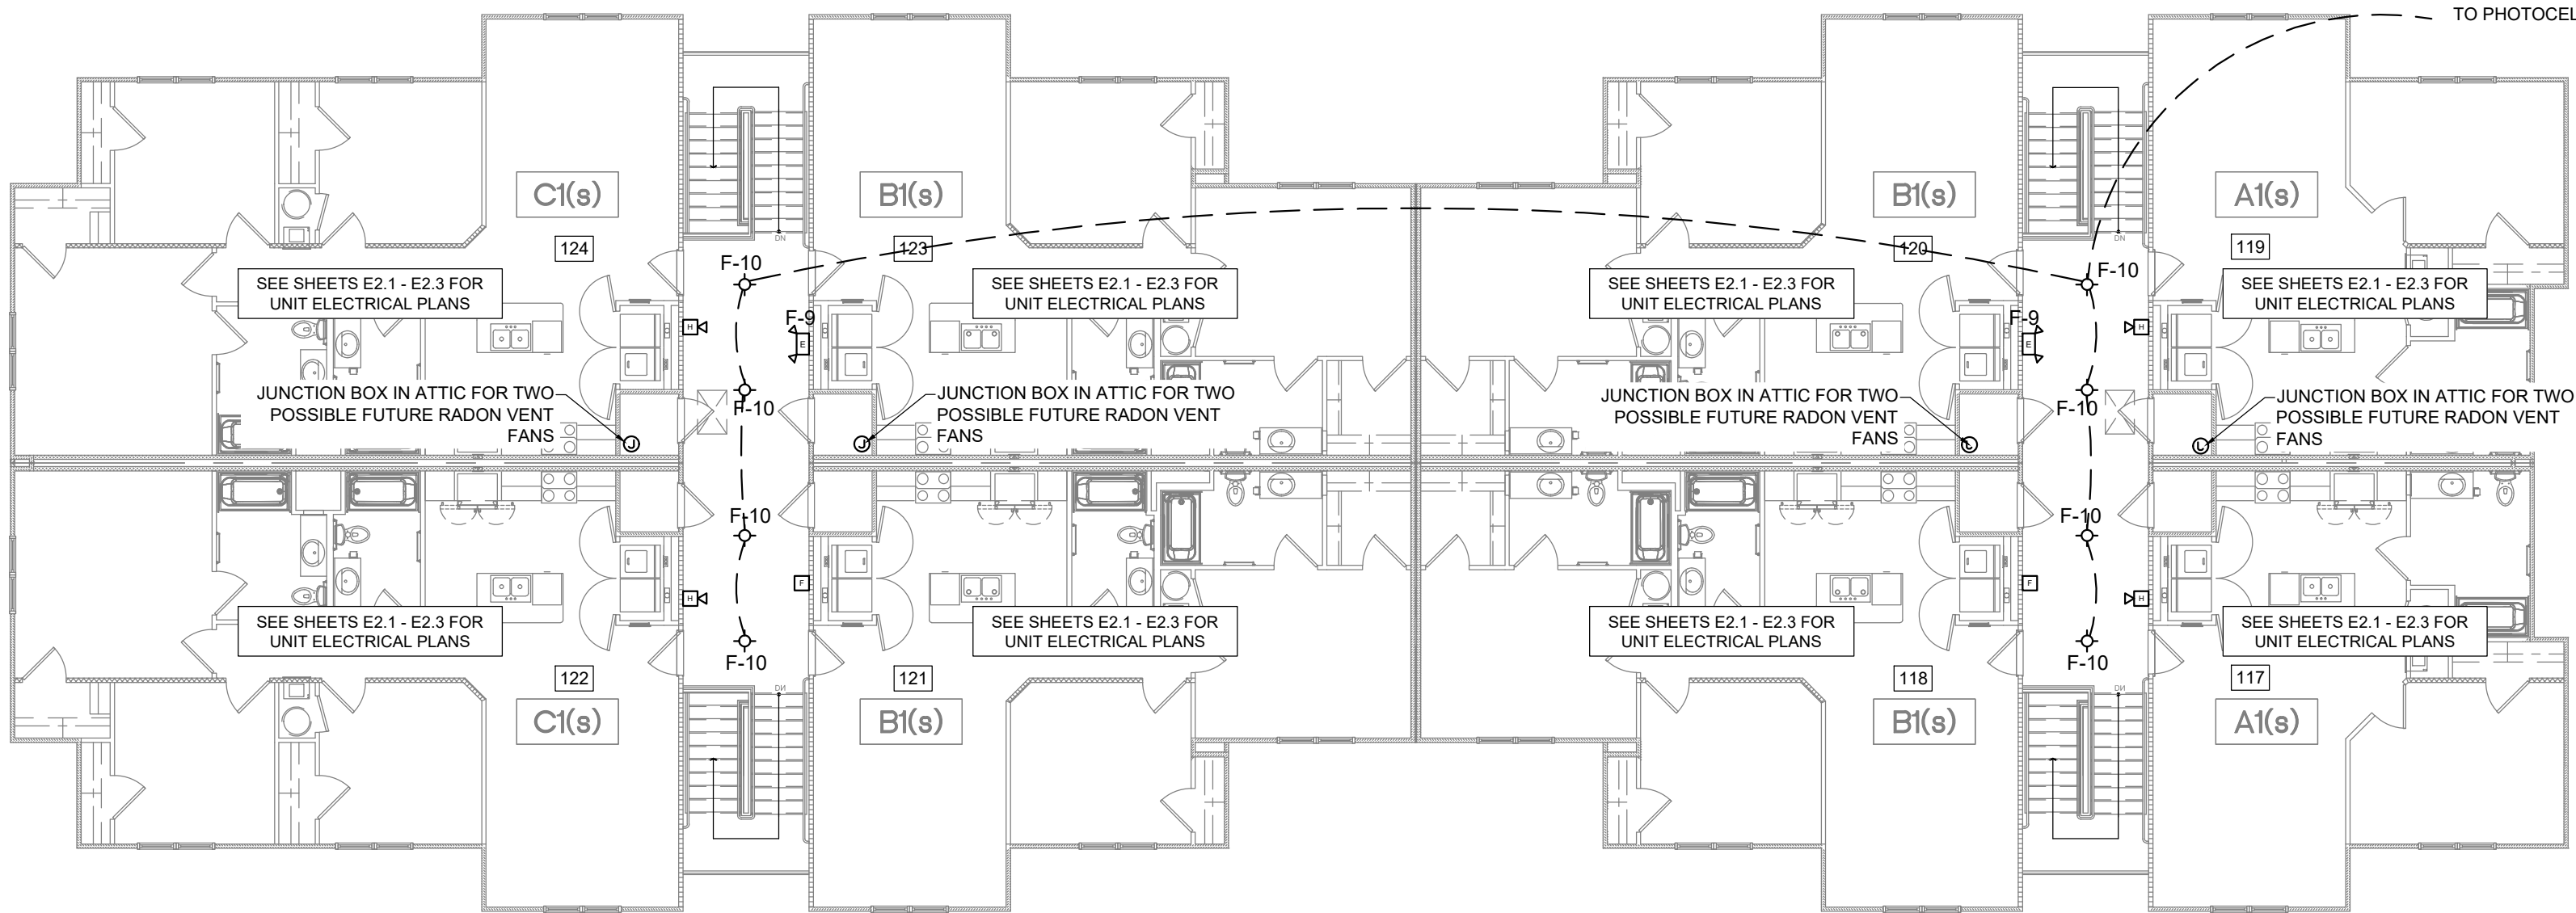 TO PHOTOCEL
C1(s)
B1(s)
B1(s)
A1(s)
DN
DN
124
123
120
119
F-10
F-10
SEE SHEETS E2.1 - E2.3 FOR
UNIT ELECTRICAL PLANS
SEE SHEETS E2.1 - E2.3 FOR
UNIT ELECTRICAL PLANS
SEE SHEETS E2.1 - E2.3 FOR
UNIT ELECTRICAL PLANS
SEE SHEETS E2.1 - E2.3 FOR
UNIT ELECTRICAL PLANS
H
F-9
E
F-9
E
H
JUNCTION BOX IN ATTIC FOR TWO
POSSIBLE FUTURE RADON VENT
FANS
J
F-10
JUNCTION BOX IN ATTIC FOR TWO
POSSIBLE FUTURE RADON VENT
FANS
J
JUNCTION BOX IN ATTIC FOR TWO
POSSIBLE FUTURE RADON VENT
FANS
J
F-10
JUNCTION BOX IN ATTIC FOR TWO
POSSIBLE FUTURE RADON VENT
FANS
J
F-10
F-10
H
F
F
H
SEE SHEETS E2.1 - E2.3 FOR
UNIT ELECTRICAL PLANS
SEE SHEETS E2.1 - E2.3 FOR
UNIT ELECTRICAL PLANS
SEE SHEETS E2.1 - E2.3 FOR
UNIT ELECTRICAL PLANS
SEE SHEETS E2.1 - E2.3 FOR
UNIT ELECTRICAL PLANS
F-10
F-10
122
121
118
117
DN
DN
C1(s)
B1(s)
B1(s)
A1(s)